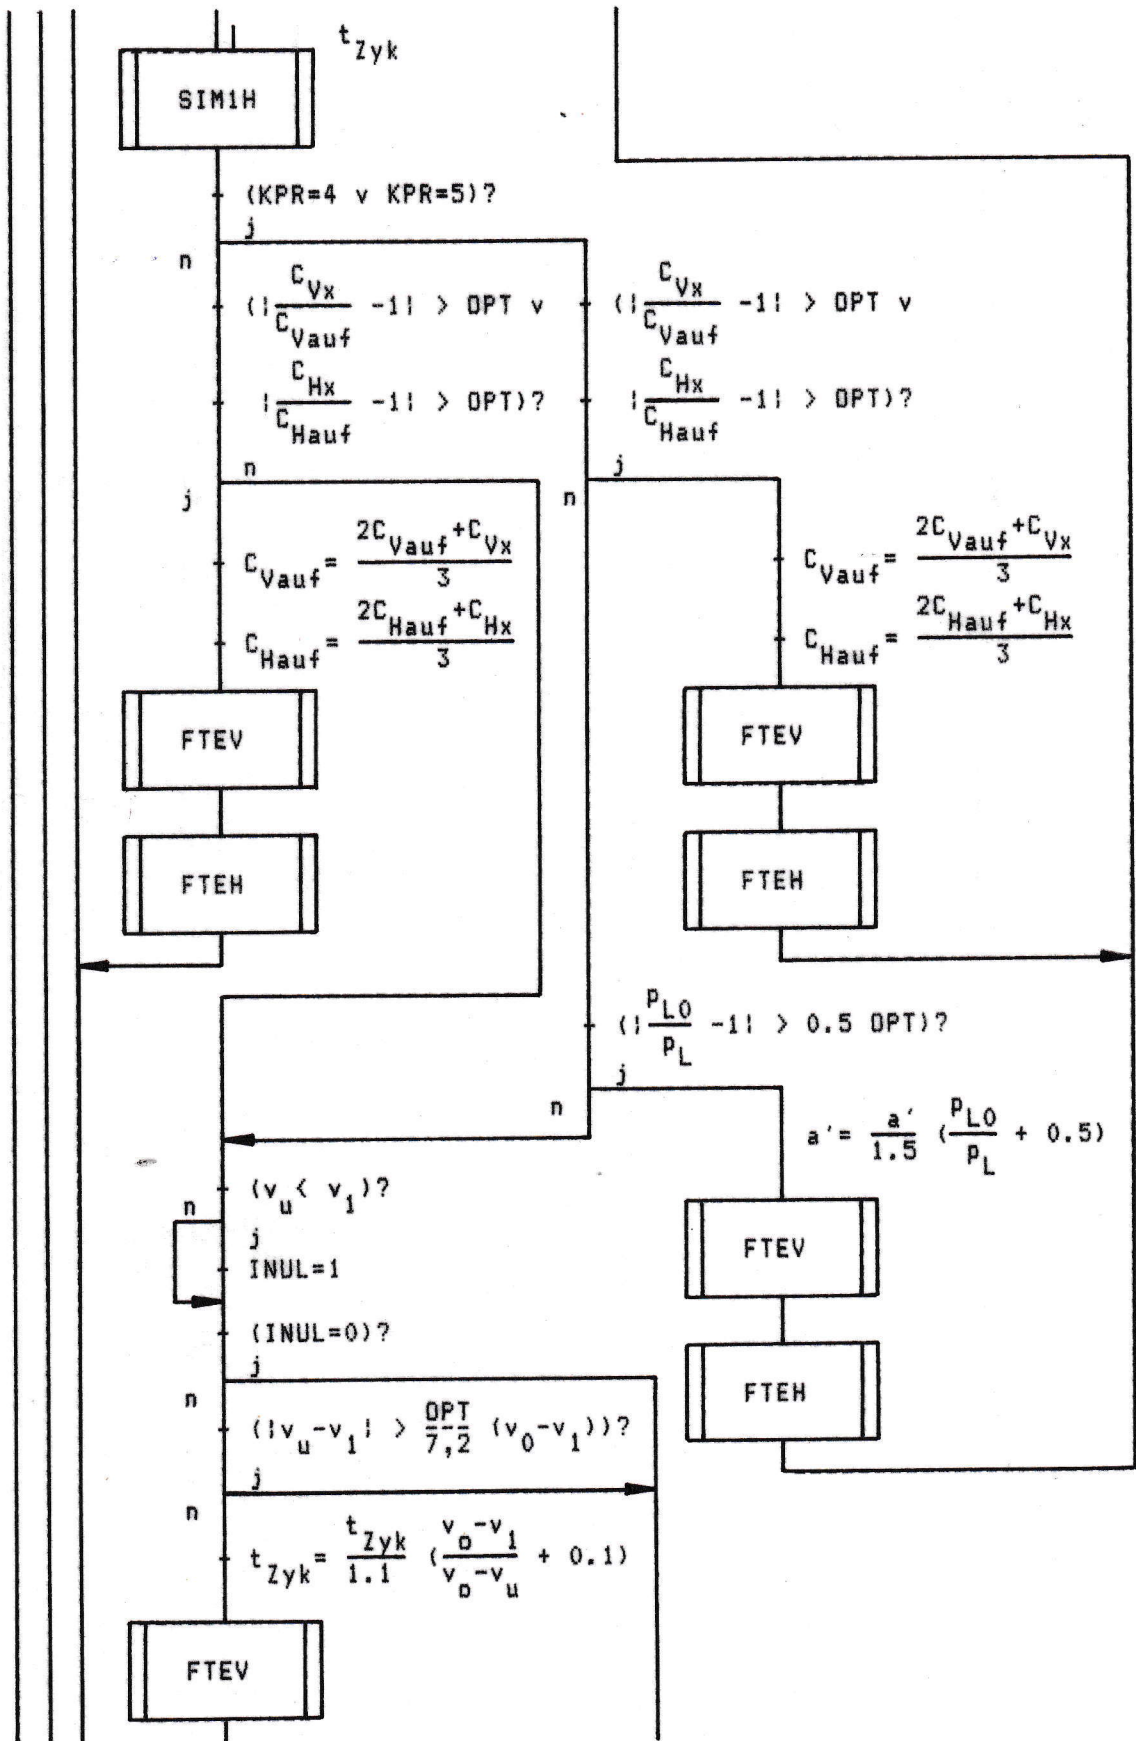 t_Zyk
SIM1H
(KPR=4 v KPR=5)?
j
n
(|C_Vx/C_Vauf -1| > OPT v
|C_Hx/C_Hauf -1| > OPT)?
n
j
C_Vauf= (2C_Vauf+C_Vx)/3
C_Hauf= (2C_Hauf+C_Hx)/3
FTEV
FTEH
(|C_Vx/C_Vauf -1| > OPT v
|C_Hx/C_Hauf -1| > OPT)?
j
n
C_Vauf= (2C_Vauf+C_Vx)/3
C_Hauf= (2C_Hauf+C_Hx)/3
FTEV
FTEH
(|p_L0/p_L -1| > 0.5 OPT)?
j
n
a'= a'/1.5 (p_L0/p_L + 0.5)
FTEV
FTEH
(v_u< v_1)?
n
j
INUL=1
(INUL=0)?
j
n
(|v_u-v_1| > OPT/7,2 (v_0-v_1))?
j
n
t_Zyk= t_Zyk/1.1 ((v_o-v_1)/(v_o-v_u) + 0.1)
FTEV